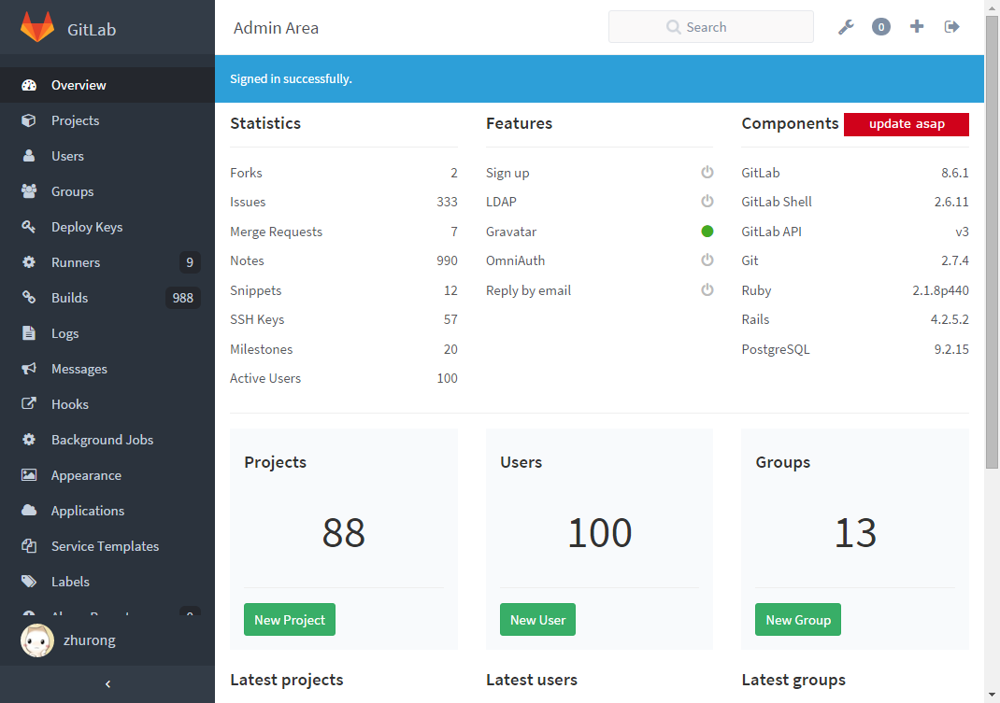 GitLab
Overview
Projects
Users
Groups
Deploy Keys
Runners 9
Builds 988
Logs
Messages
Hooks
Background Jobs
Appearance
Applications
Service Templates
Labels
zhurong
Admin Area
Search
0
Signed in successfully.
Statistics
Forks 2
Issues 333
Merge Requests 7
Notes 990
Snippets 12
SSH Keys 57
Milestones 20
Active Users 100
Features
Sign up
LDAP
Gravatar
OmniAuth
Reply by email
Components update asap
GitLab 8.6.1
GitLab Shell 2.6.11
GitLab API v3
Git 2.7.4
Ruby 2.1.8p440
Rails 4.2.5.2
PostgreSQL 9.2.15
Projects
88
New Project
Users
100
New User
Groups
13
New Group
Latest projects
Latest users
Latest groups